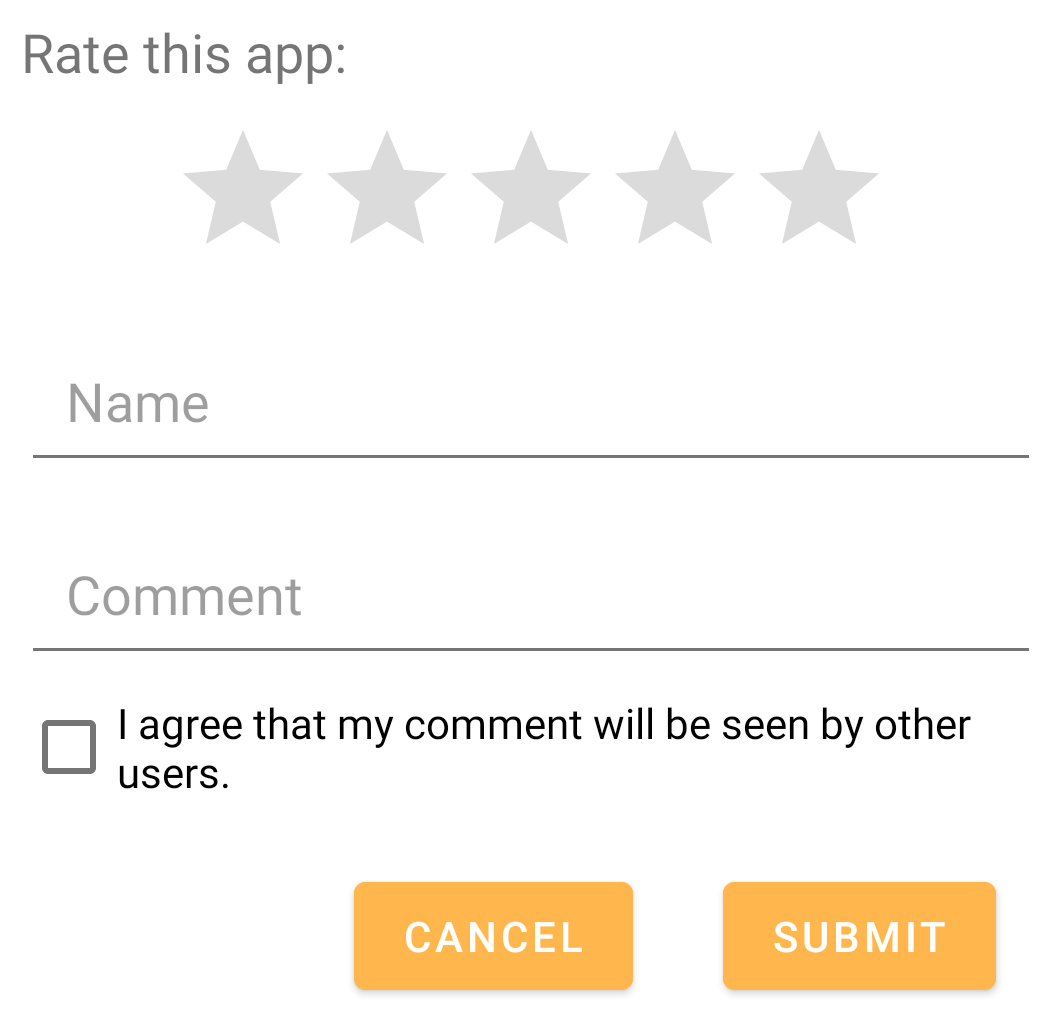 Rate this app:
Name
Comment
I agree that my comment will be seen by other
users.
CANCEL SUBMIT